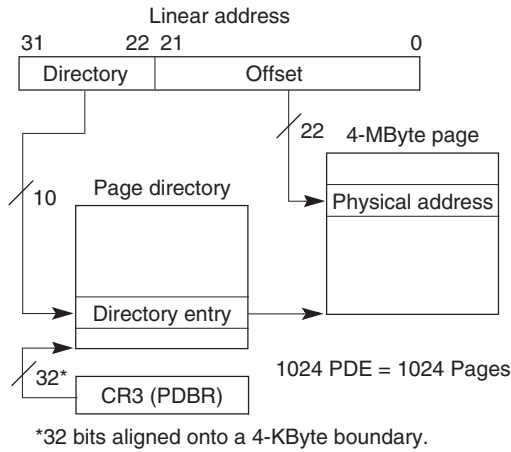 Linear address
31 22 21 0
Directory Offset
22
4-MByte page
10
Page directory
Physical address
Directory entry
32*
1024 PDE = 1024 Pages
CR3 (PDBR)
*32 bits aligned onto a 4-KByte boundary.